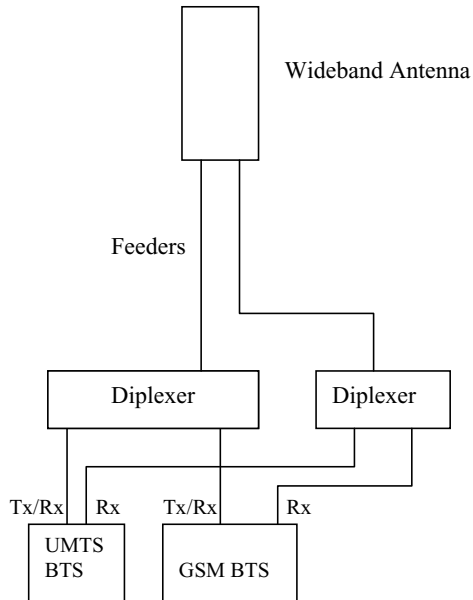 Wideband Antenna
Feeders
Diplexer
Diplexer
Tx/Rx
Rx
Tx/Rx
Rx
UMTS
BTS
GSM BTS